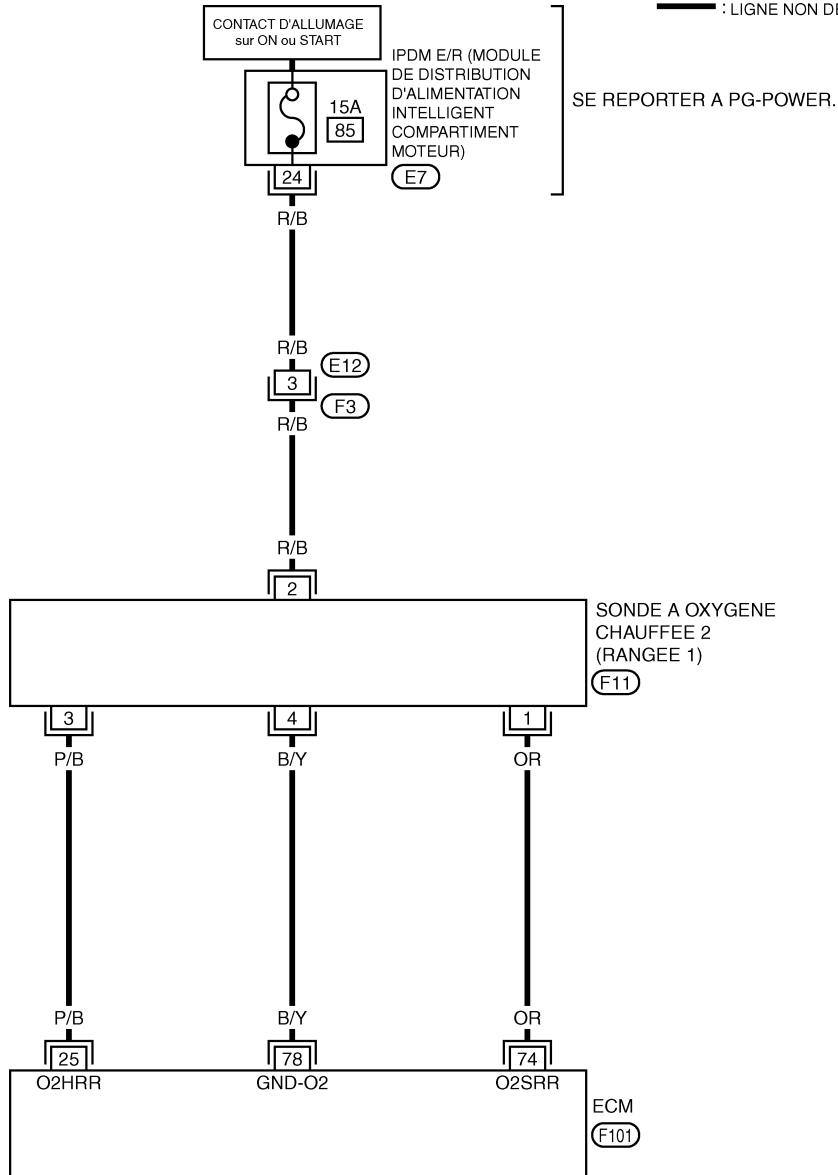 : LIGNE NON DE
CONTACT D'ALLUMAGE
sur ON ou START
IPDM E/R (MODULE
DE DISTRIBUTION
D'ALIMENTATION
INTELLIGENT
COMPARTIMENT
MOTEUR)
SE REPORTER A PG-POWER.
15A
85
24
E7
R/B
R/B
E12
3
F3
R/B
R/B
2
SONDE A OXYGENE
CHAUFFEE 2
(RANGEE 1)
F11
3 4 1
P/B B/Y OR
P/B B/Y OR
25 78 74
O2HRR GND-O2 O2SRR
ECM
F101